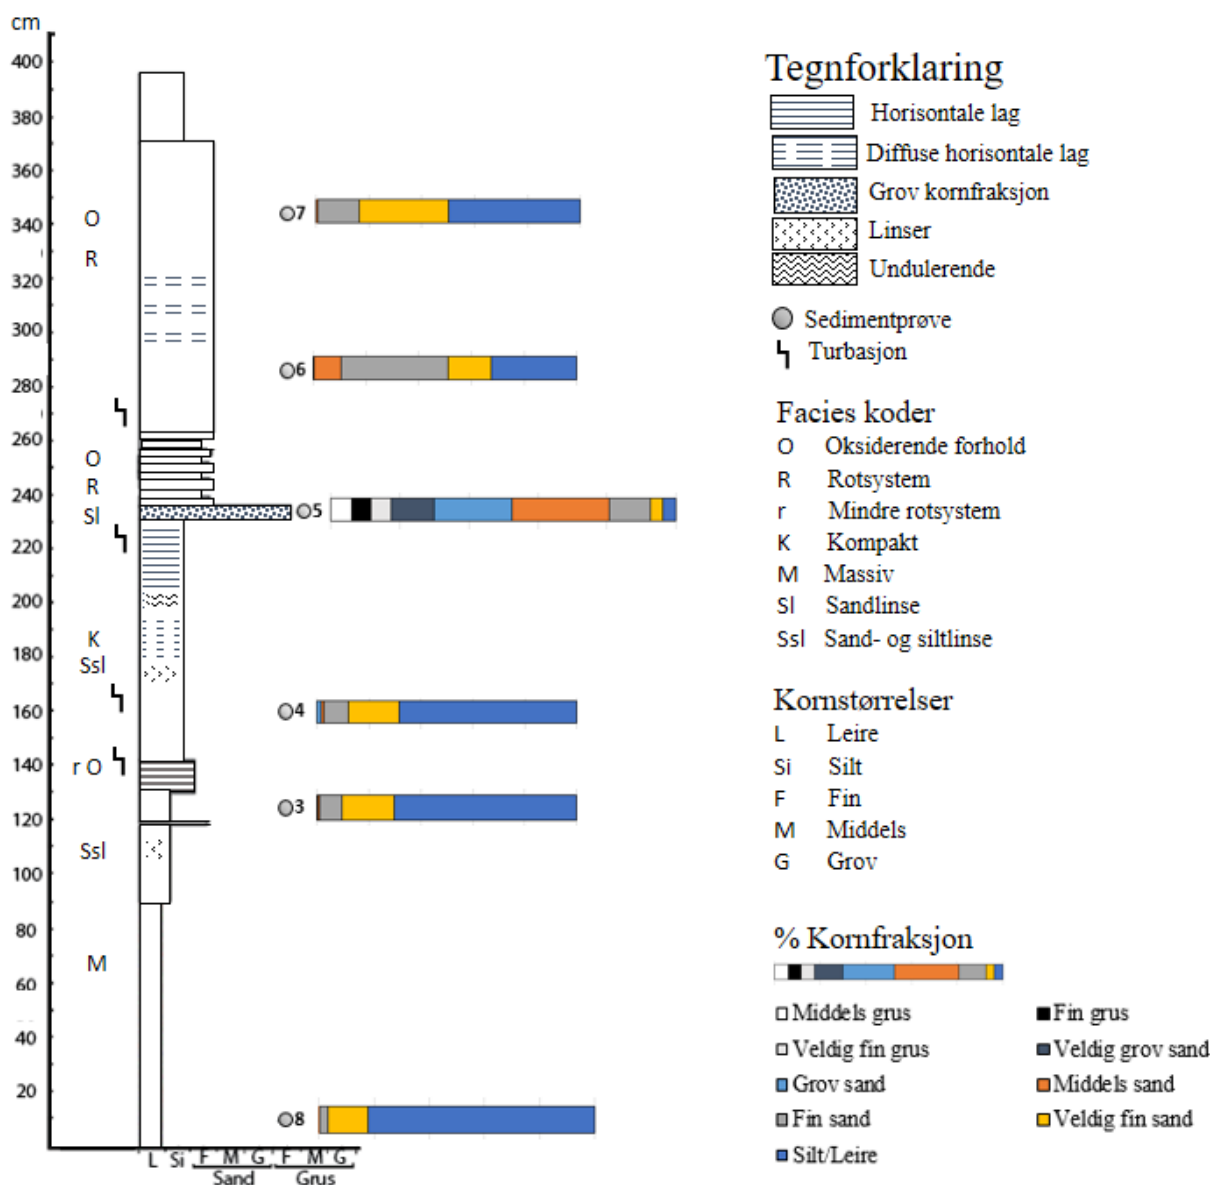 cm
400
380
360
340
320
300
280
260
240
220
200
180
160
140
120
100
80
60
40
20
O
R
O
R
Sl
K
Ssl
r O
Ssl
M
7
6
5
4
3
8
L Si F M G F M G
Sand Grus
Tegnforklaring
Horisontale lag
Diffuse horisontale lag
Grov kornfraksjon
Linser
Undulerende
Sedimentprøve
Turbasjon
Facies koder
O Oksiderende forhold
R Rotsystem
r Mindre rotsystem
K Kompakt
M Massiv
Sl Sandlinse
Ssl Sand- og siltlinse
Kornstørrelser
L Leire
Si Silt
F Fin
M Middels
G Grov
% Kornfraksjon
Middels grus Fin grus
Veldig fin grus Veldig grov sand
Grov sand Middels sand
Fin sand Veldig fin sand
Silt/Leire